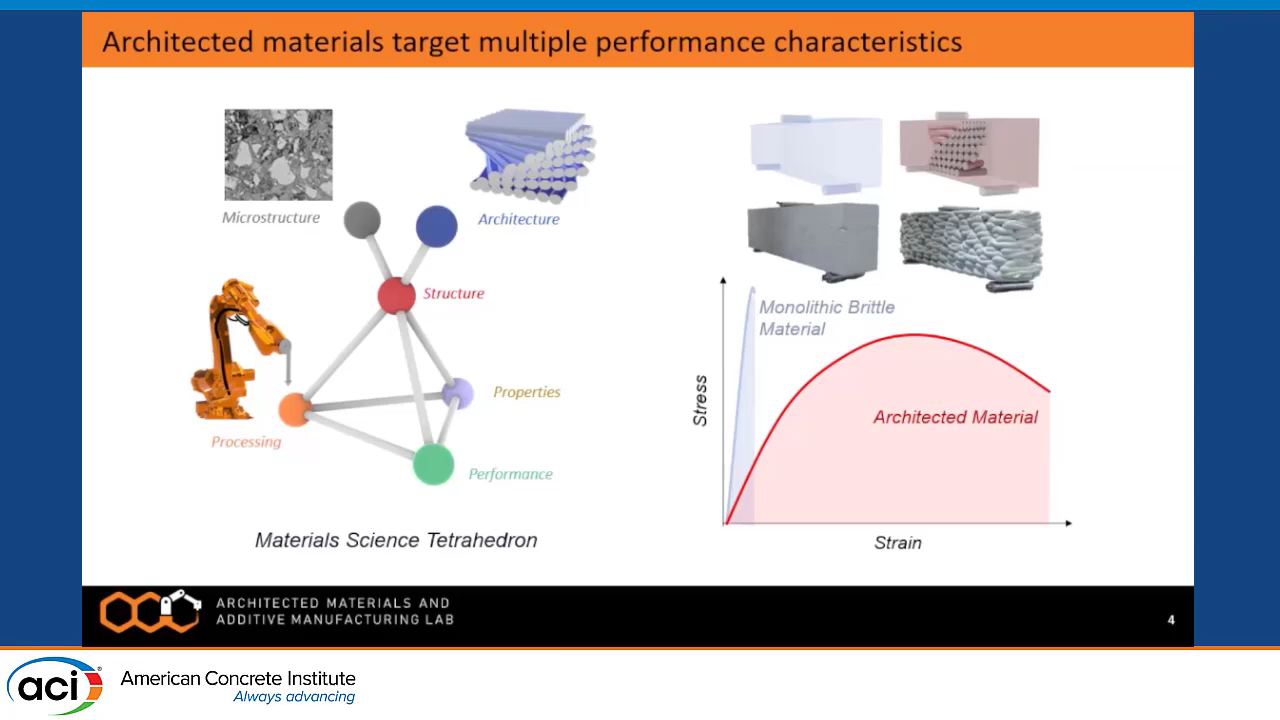 Architected materials target multiple performance characteristics
Microstructure
Architecture
Structure
Properties
Processing
Performance
Materials Science Tetrahedron
Monolithic Brittle
Material
Stress
Architected Material
Strain
ARCHITECTED MATERIALS AND
ADDITIVE MANUFACTURING LAB
4
aci®
American Concrete Institute
Always advancing